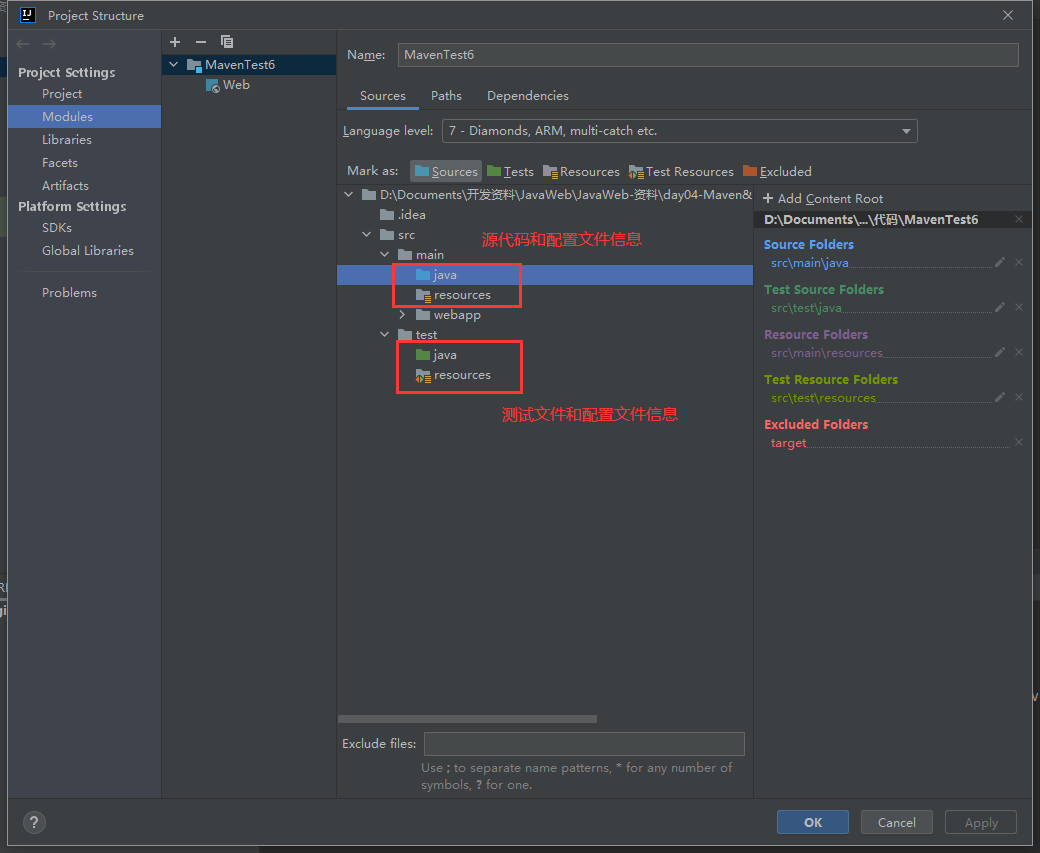 Project Structure
Project Settings
Project
Modules
Libraries
Facets
Artifacts
Platform Settings
SDKs
Global Libraries
Problems
MavenTest6
Web
Name: MavenTest6
Sources Paths Dependencies
Language level: 7 - Diamonds, ARM, multi-catch etc.
Mark as: Sources Tests Resources Test Resources Excluded
D:\Documents\开发资料\JavaWeb\JavaWeb-资料\day04-Maven&
.idea
src
源代码和配置文件信息
main
java
resources
webapp
test
java
resources
测试文件和配置文件信息
Exclude files:
Use ; to separate name patterns, * for any number of
symbols, ? for one.
Add Content Root
D:\Documents\...\代码\MavenTest6
Source Folders
src\main\java
Test Source Folders
src\test\java
Resource Folders
src\main\resources
Test Resource Folders
src\test\resources
Excluded Folders
target
?
OK Cancel Apply